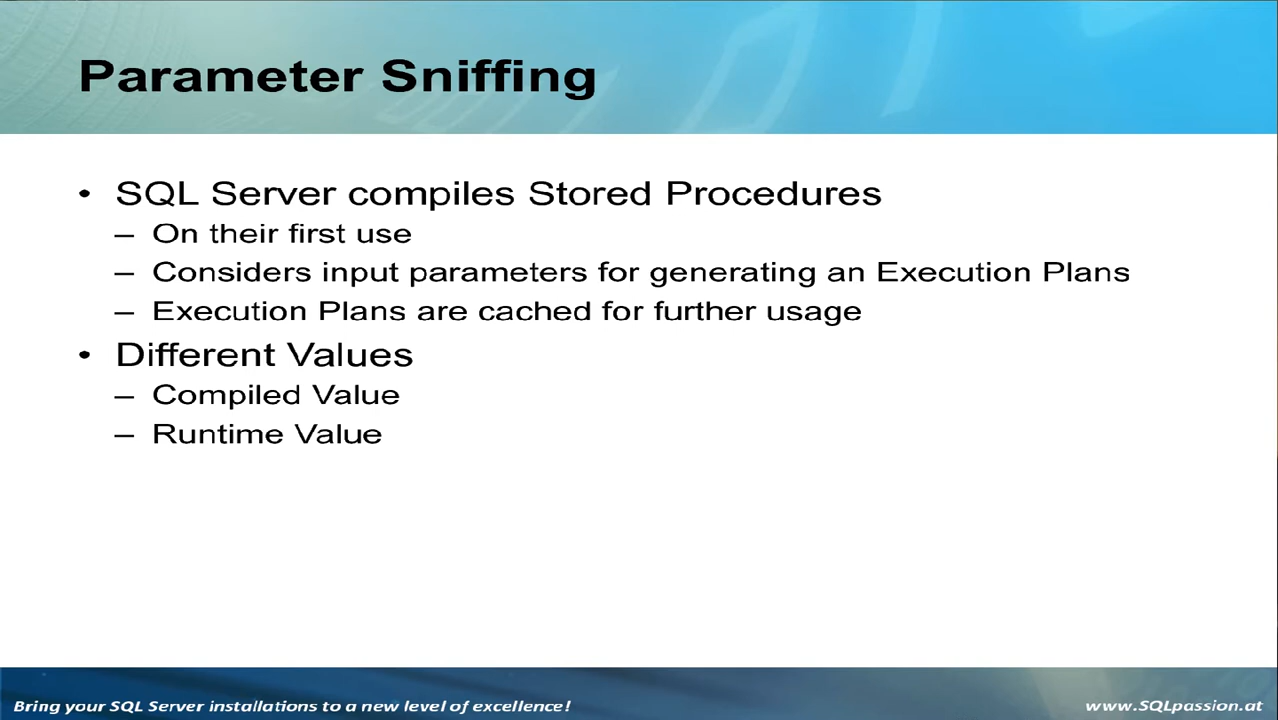 Parameter Sniffing
• SQL Server compiles Stored Procedures
– On their first use
– Considers input parameters for generating an Execution Plans
– Execution Plans are cached for further usage
• Different Values
– Compiled Value
– Runtime Value
Bring your SQL Server installations to a new level of excellence!
www.SQLpassion.at